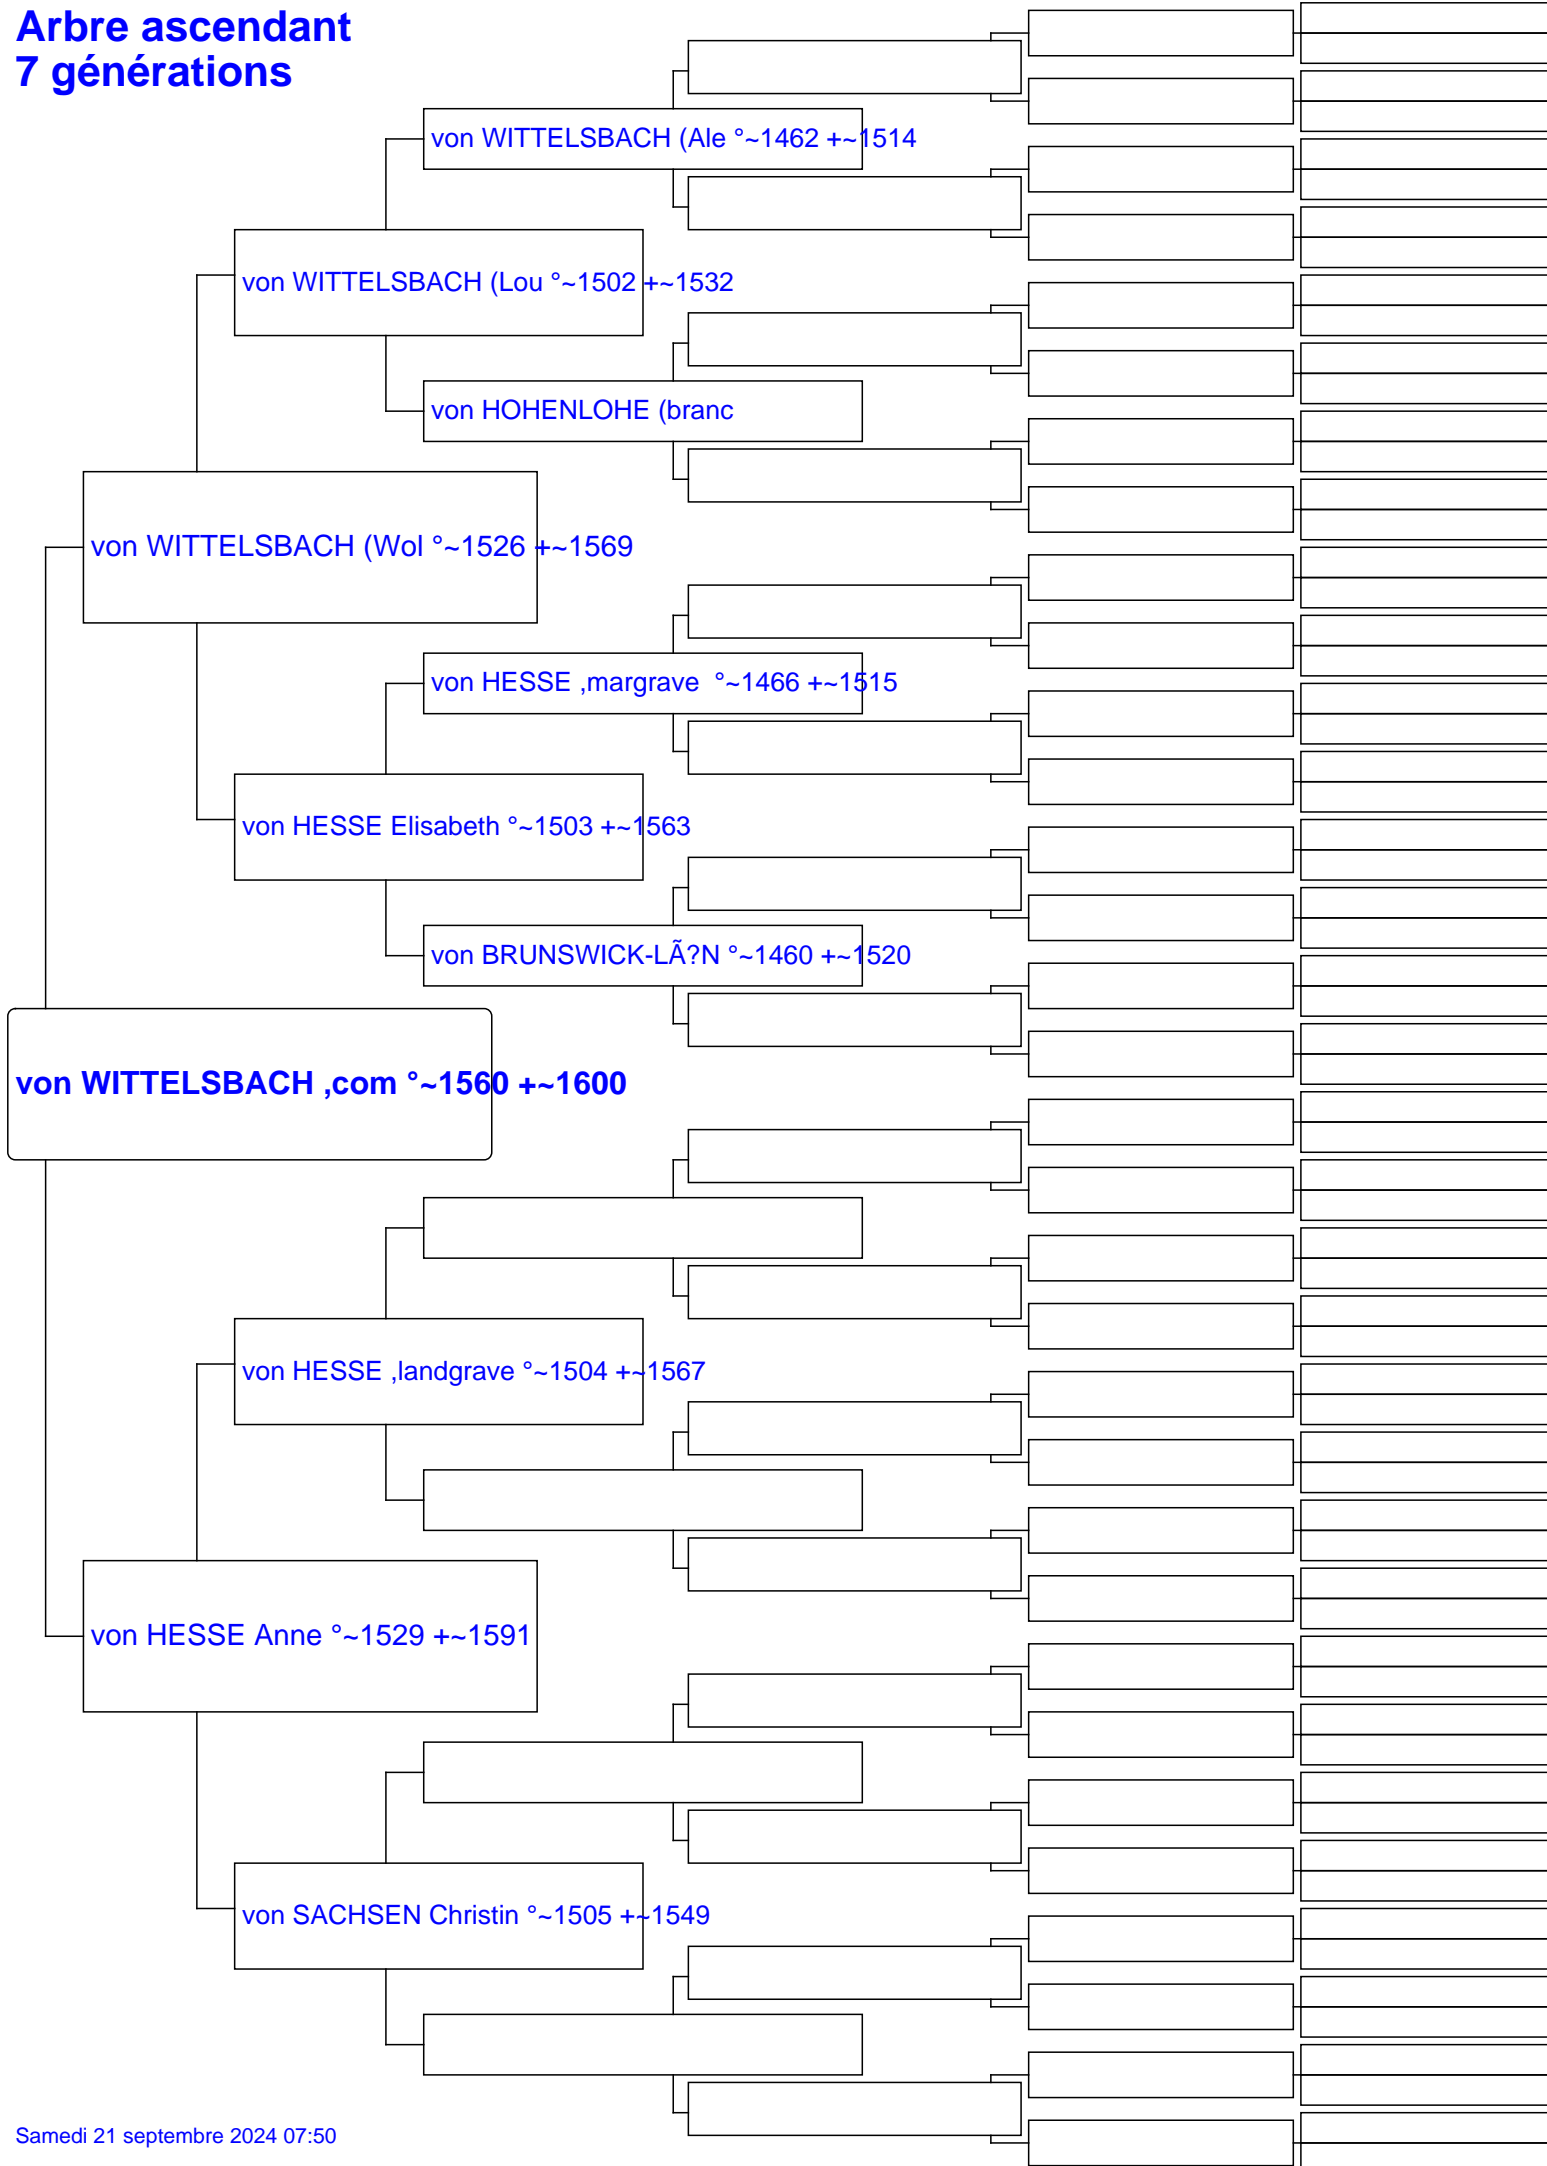 Arbre ascendant
7 générations
von WITTELSBACH (Ale °~1462 +~1514
von WITTELSBACH (Lou °~1502 +~1532
von HOHENLOHE (branc
von WITTELSBACH (Wol °~1526 +~1569
von HESSE ,margrave  °~1466 +~1515
von HESSE Elisabeth °~1503 +~1563
von BRUNSWICK-LÃ?N °~1460 +~1520
von WITTELSBACH ,com °~1560 +~1600
von HESSE ,landgrave °~1504 +~1567
von HESSE Anne °~1529 +~1591
von SACHSEN Christin °~1505 +~1549
Samedi 21 septembre 2024 07:50